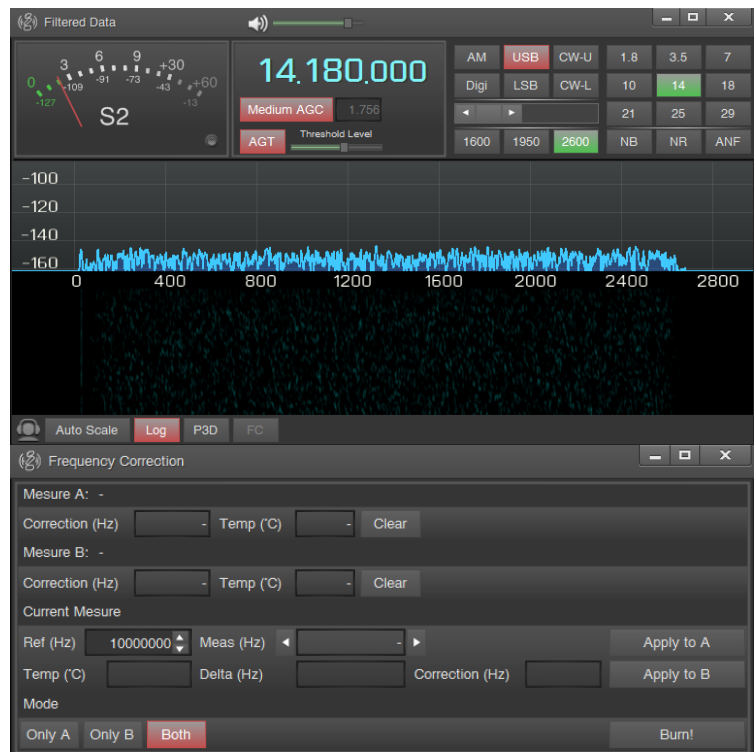 Filtered Data
3 6 9 +30
0 -109 -91 -73 -43 +60
-127 -13
S2
14.180.000
Medium AGC 1.756
AGT Threshold Level
AM USB CW-U 1.8 3.5 7
Digi LSB CW-L 10 14 18
21 25 29
1600 1950 2600 NB NR ANF
-100
-120
-140
-160
0 400 800 1200 1600 2000 2400 2800
Auto Scale Log P3D FC
Frequency Correction
Mesure A: -
Correction (Hz) - Temp (°C) - Clear
Mesure B: -
Correction (Hz) - Temp (°C) - Clear
Current Mesure
Ref (Hz) 10000000 Meas (Hz) - Apply to A
Temp (°C) Delta (Hz) Correction (Hz) Apply to B
Mode
Only A Only B Both Burn!